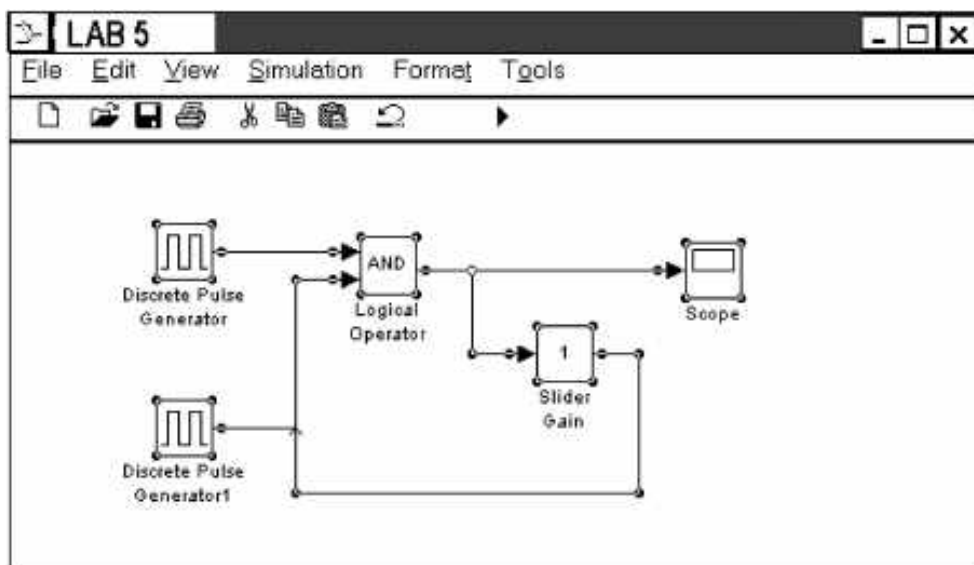 LAB 5
File Edit View Simulation Format Tools
Discrete Pulse
Generator
AND
Logical
Operator
Scope
1
Slider
Gain
Discrete Pulse
Generator1